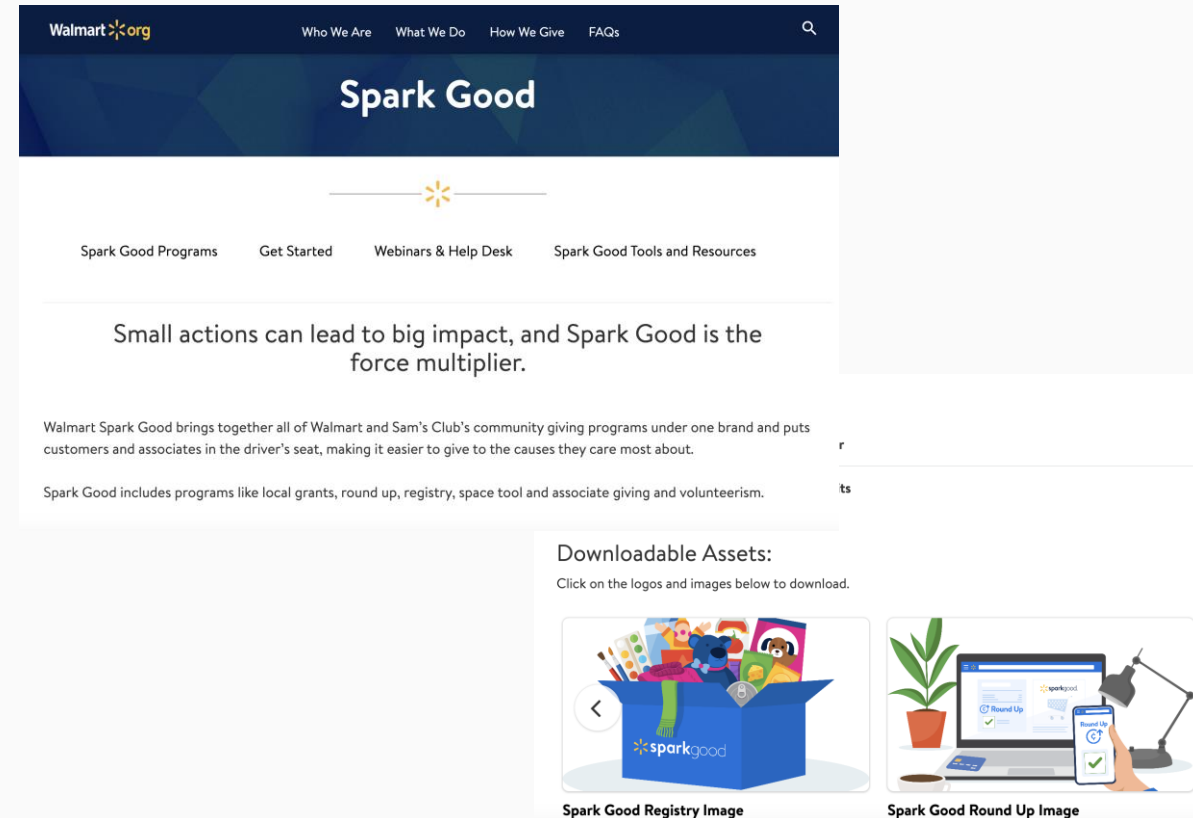 Walmart org
Who We Are What We Do How We Give FAQs
Spark Good
Spark Good Programs Get Started Webinars & Help Desk Spark Good Tools and Resources
Small actions can lead to big impact, and Spark Good is the
force multiplier.
Walmart Spark Good brings together all of Walmart and Sam's Club's community giving programs under one brand and puts
customers and associates in the driver's seat, making it easier to give to the causes they care most about.
Spark Good includes programs like local grants, round up, registry, space tool and associate giving and volunteerism.
r
its
Downloadable Assets:
Click on the logos and images below to download.
sparkgood
sparkgood
Round Up
Round Up
Spark Good Registry Image
Spark Good Round Up Image